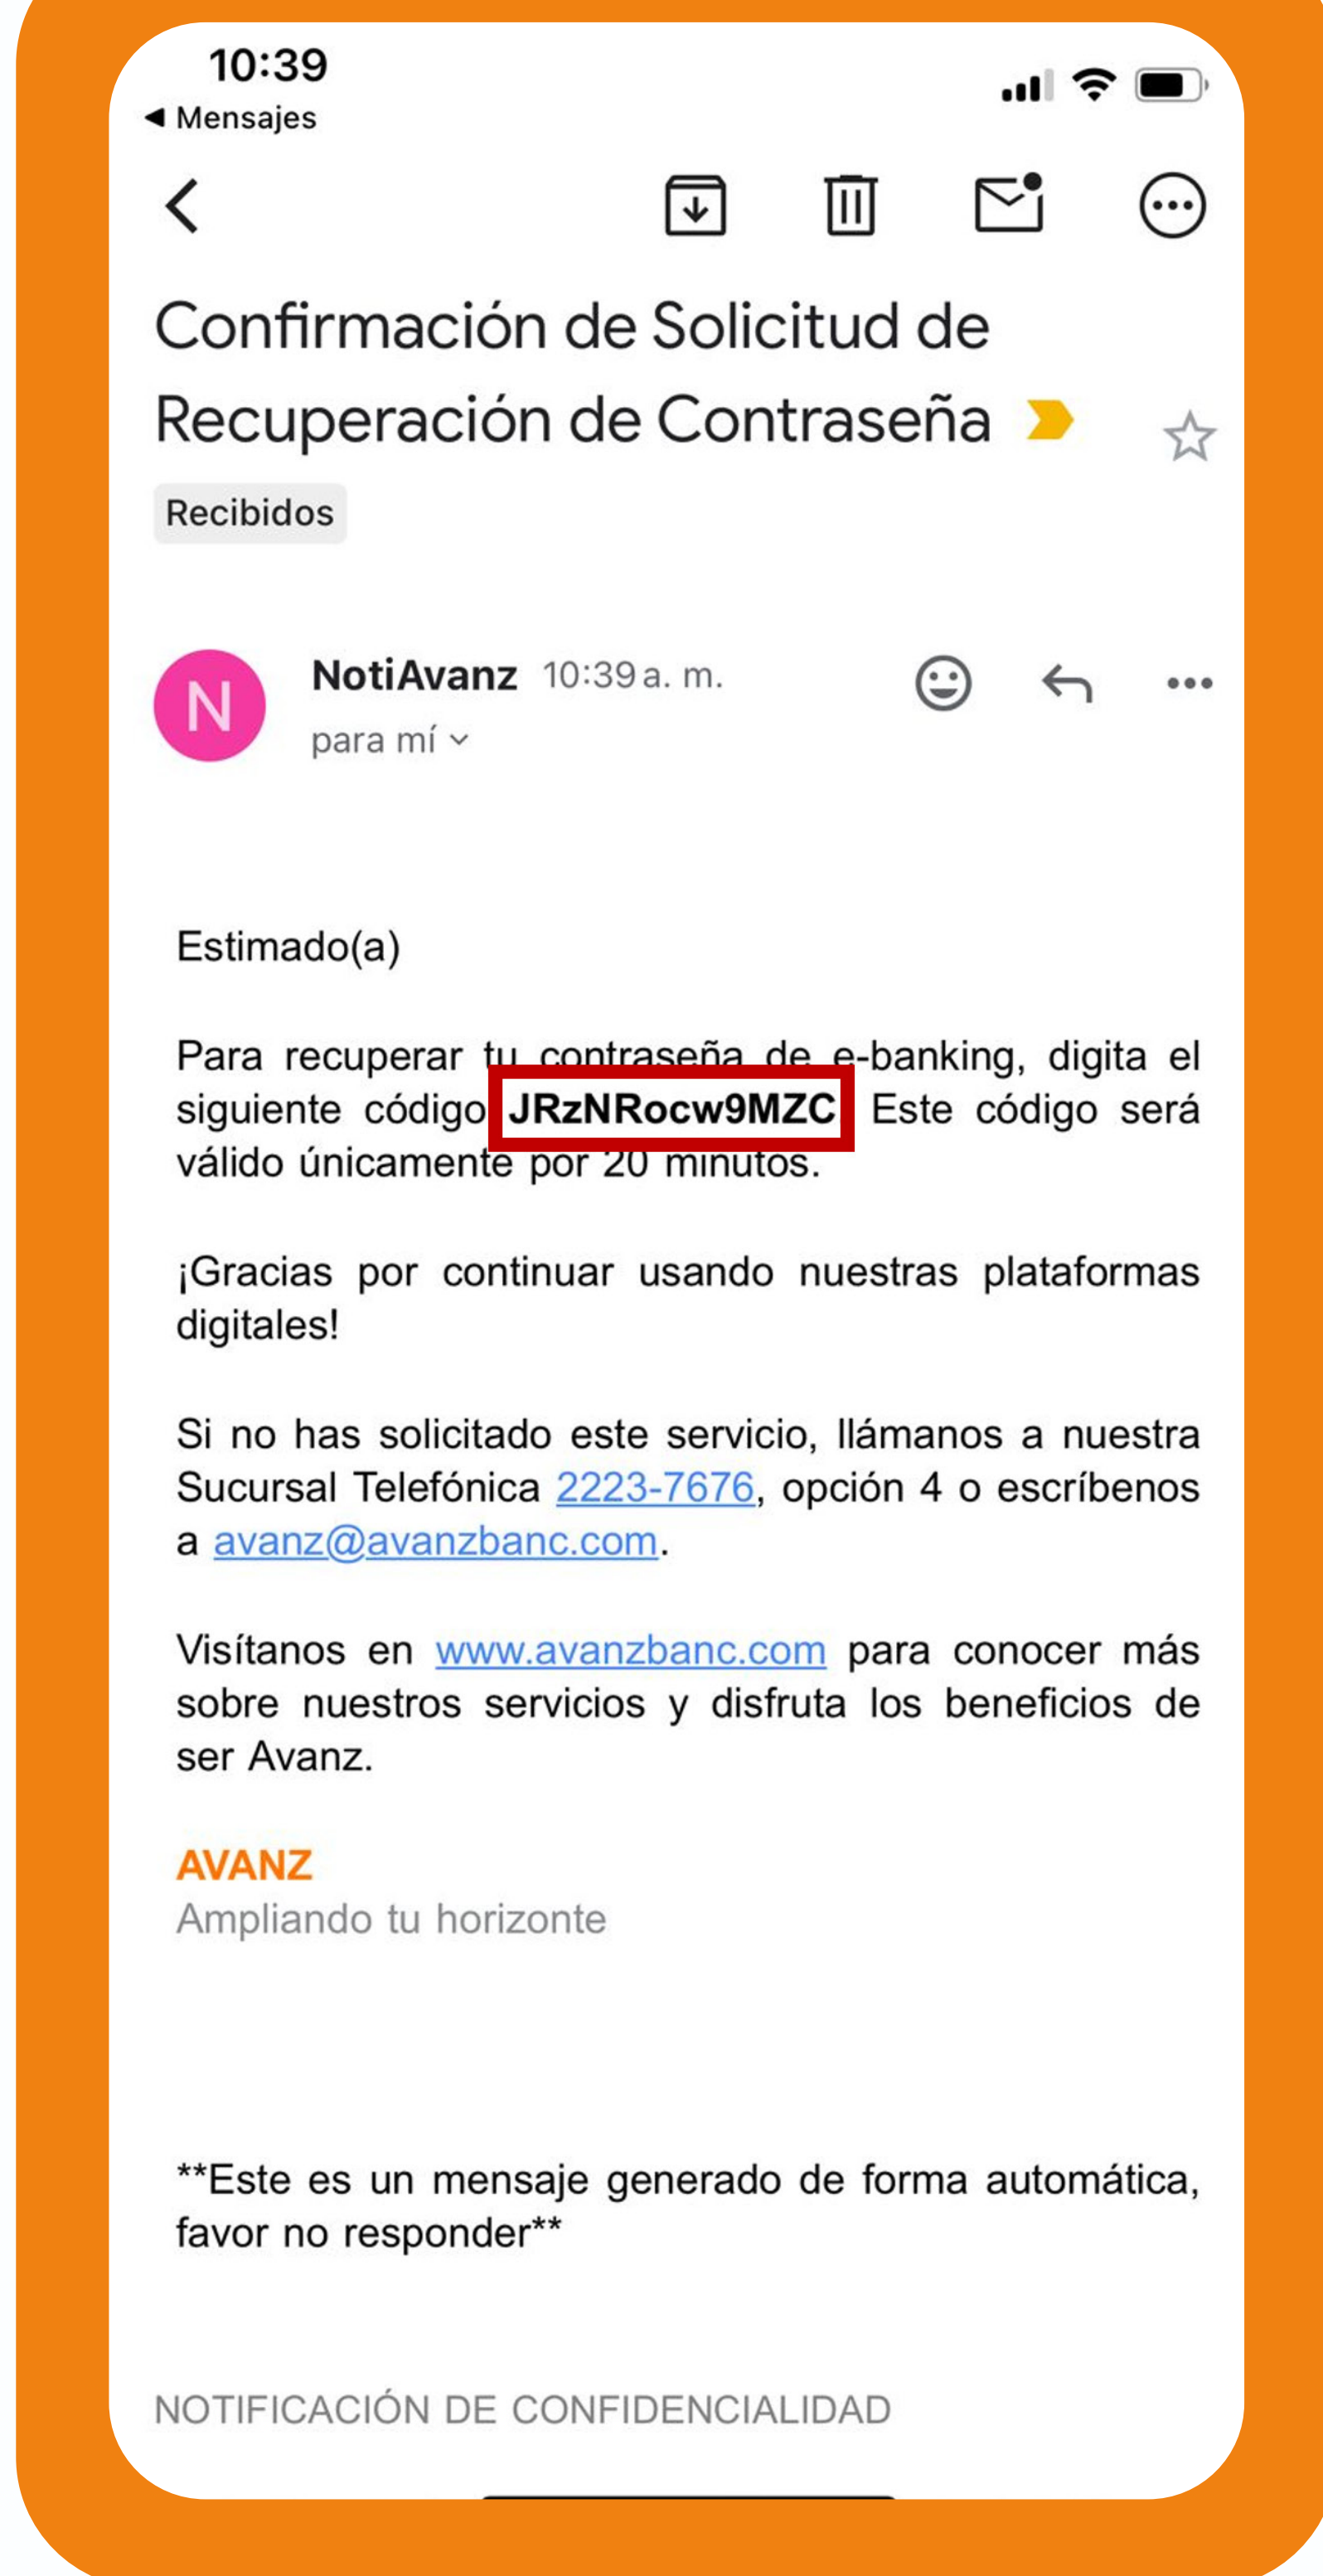 10:39
Mensajes
Confirmación de Solicitud de
Recuperación de Contraseña
Recibidos
N
NotiAvanz 10:39 a. m.
para mí
Estimado(a)
Para recuperar tu contraseña de e-banking, digita el
siguiente código JRzNRocw9MZC Este código será
válido únicamente por 20 minutos.
¡Gracias por continuar usando nuestras plataformas
digitales!
Si no has solicitado este servicio, llámanos a nuestra
Sucursal Telefónica 2223-7676, opción 4 o escríbenos
a avanz@avanzbanc.com.
Visítanos en www.avanzbanc.com para conocer más
sobre nuestros servicios y disfruta los beneficios de
ser Avanz.
AVANZ
Ampliando tu horizonte
**Este es un mensaje generado de forma automática,
favor no responder**
NOTIFICACIÓN DE CONFIDENCIALIDAD